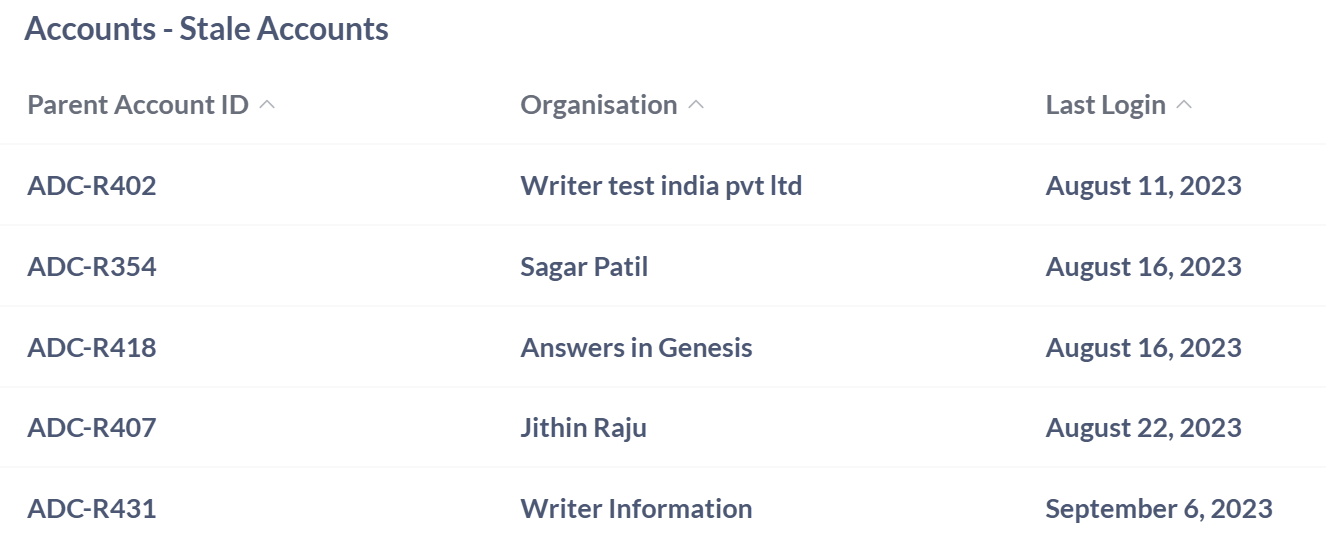 Accounts - Stale Accounts
Parent Account ID Organisation Last Login
ADC-R402 Writer test india pvt ltd August 11, 2023
ADC-R354 Sagar Patil August 16, 2023
ADC-R418 Answers in Genesis August 16, 2023
ADC-R407 Jithin Raju August 22, 2023
ADC-R431 Writer Information September 6, 2023